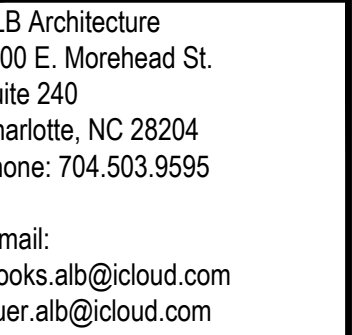 LB Architecture
00 E. Morehead St.
uite 240
harlotte, NC 28204
hone: 704.503.9595
mail:
ooks.alb@icloud.com
uer.alb@icloud.com